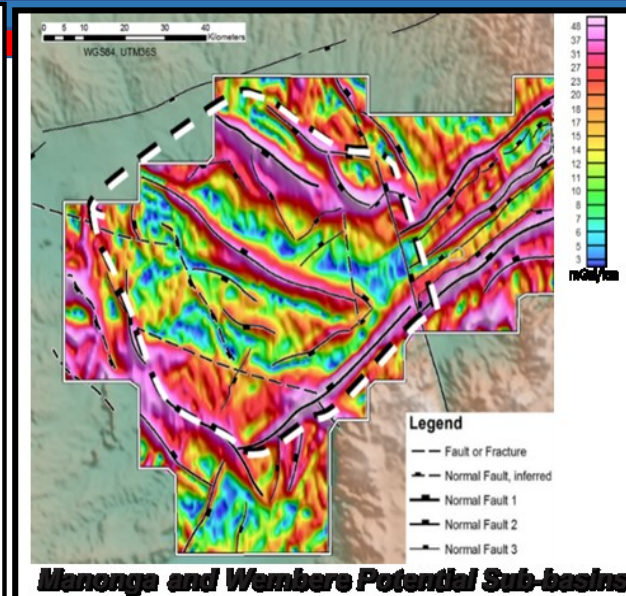 0 5 10 20 30 40
Kilometers
WGS84, UTM36S
48
37
31
27
23
20
18
16
14
12
11
10
8
7
6
5
3
mGal/km
Legend
Fault or Fracture
Normal Fault, inferred
Normal Fault 1
Normal Fault 2
Normal Fault 3
Manonga and Wembere Potential Sub-basins